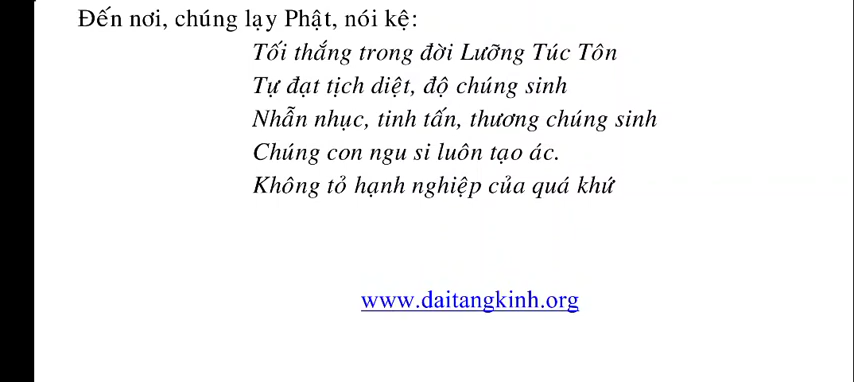 Đến nơi, chúng lạy Phật, nói kệ:
Tối thắng trong đời Lưỡng Túc Tôn
Tự đạt tịch diệt, độ chúng sinh
Nhẫn nhục, tinh tấn, thương chúng sinh
Chúng con ngu si luôn tạo ác.
Không tỏ hạnh nghiệp của quá khứ
www.daitangkinh.org